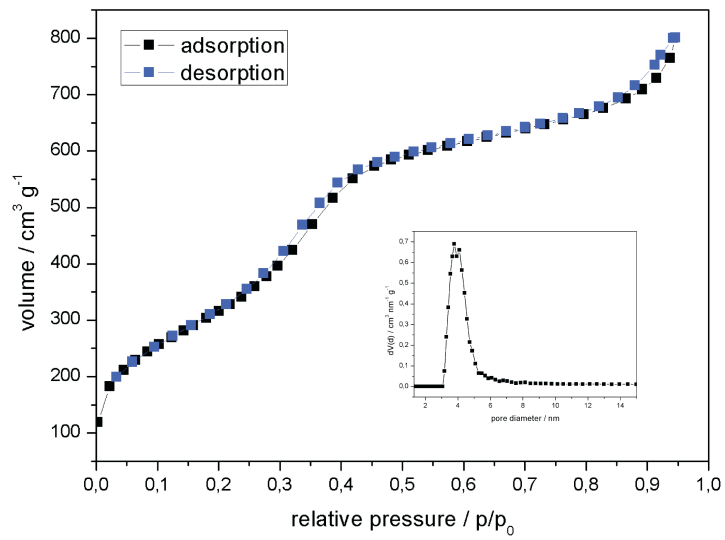 800
700
600
500
400
300
200
100
volume / cm³ g⁻¹
adsorption
desorption
0,0 0,1 0,2 0,3 0,4 0,5 0,6 0,7 0,8 0,9 1,0
relative pressure / p/p₀
0,7
0,6
0,5
0,4
0,3
0,2
0,1
0,0
dV(d) / cm³ nm⁻¹ g⁻¹
2 4 6 8 10 12 14
pore diameter / nm